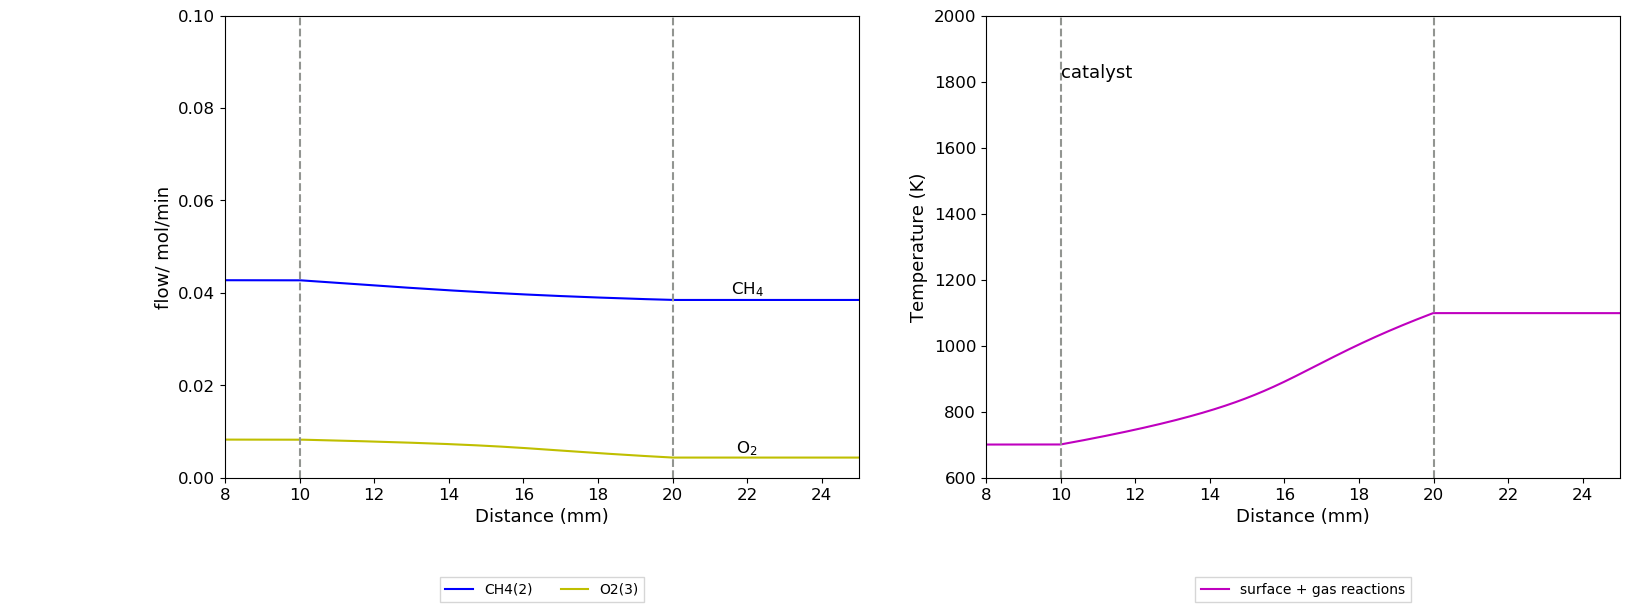 0.10
0.08
0.06
0.04
0.02
0.00
flow/ mol/min
CH₄
O₂
8 10 12 14 16 18 20 22 24
Distance (mm)
CH4(2) O2(3)
2000
1800
1600
1400
1200
1000
800
600
Temperature (K)
catalyst
8 10 12 14 16 18 20 22 24
Distance (mm)
surface + gas reactions